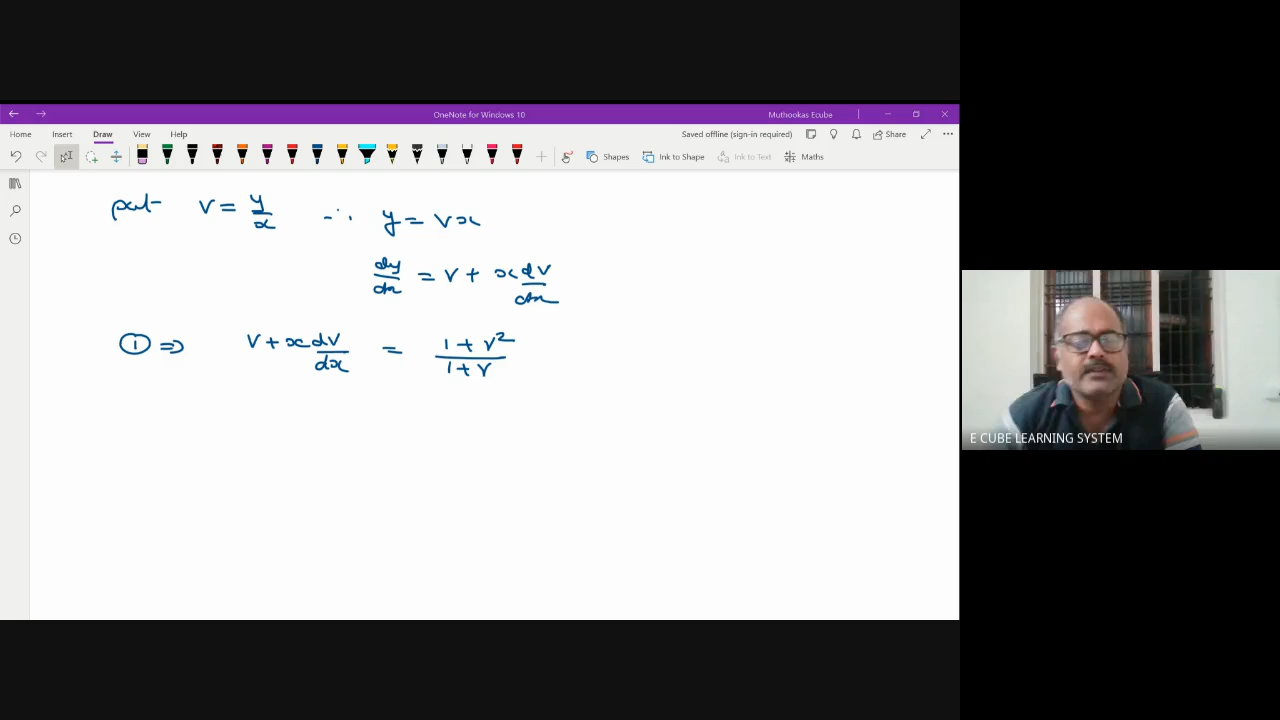 OneNote for Windows 10
Muthookas Ecube
Home Insert Draw View Help
Saved offline (sign-in required)
Share
Shapes
Ink to Shape
Ink to Text
Maths
put v = y/x ∴ y = vx
dy/dx = v + x dv/dx
① ⇒ v + x dv/dx = 1 + v²/1 + v
E CUBE LEARNING SYSTEM